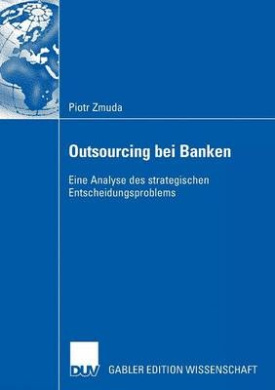 Piotr Zmuda
Outsourcing bei Banken
Eine Analyse des strategischen
Entscheidungsproblems
DUV
GABLER EDITION WISSENSCHAFT